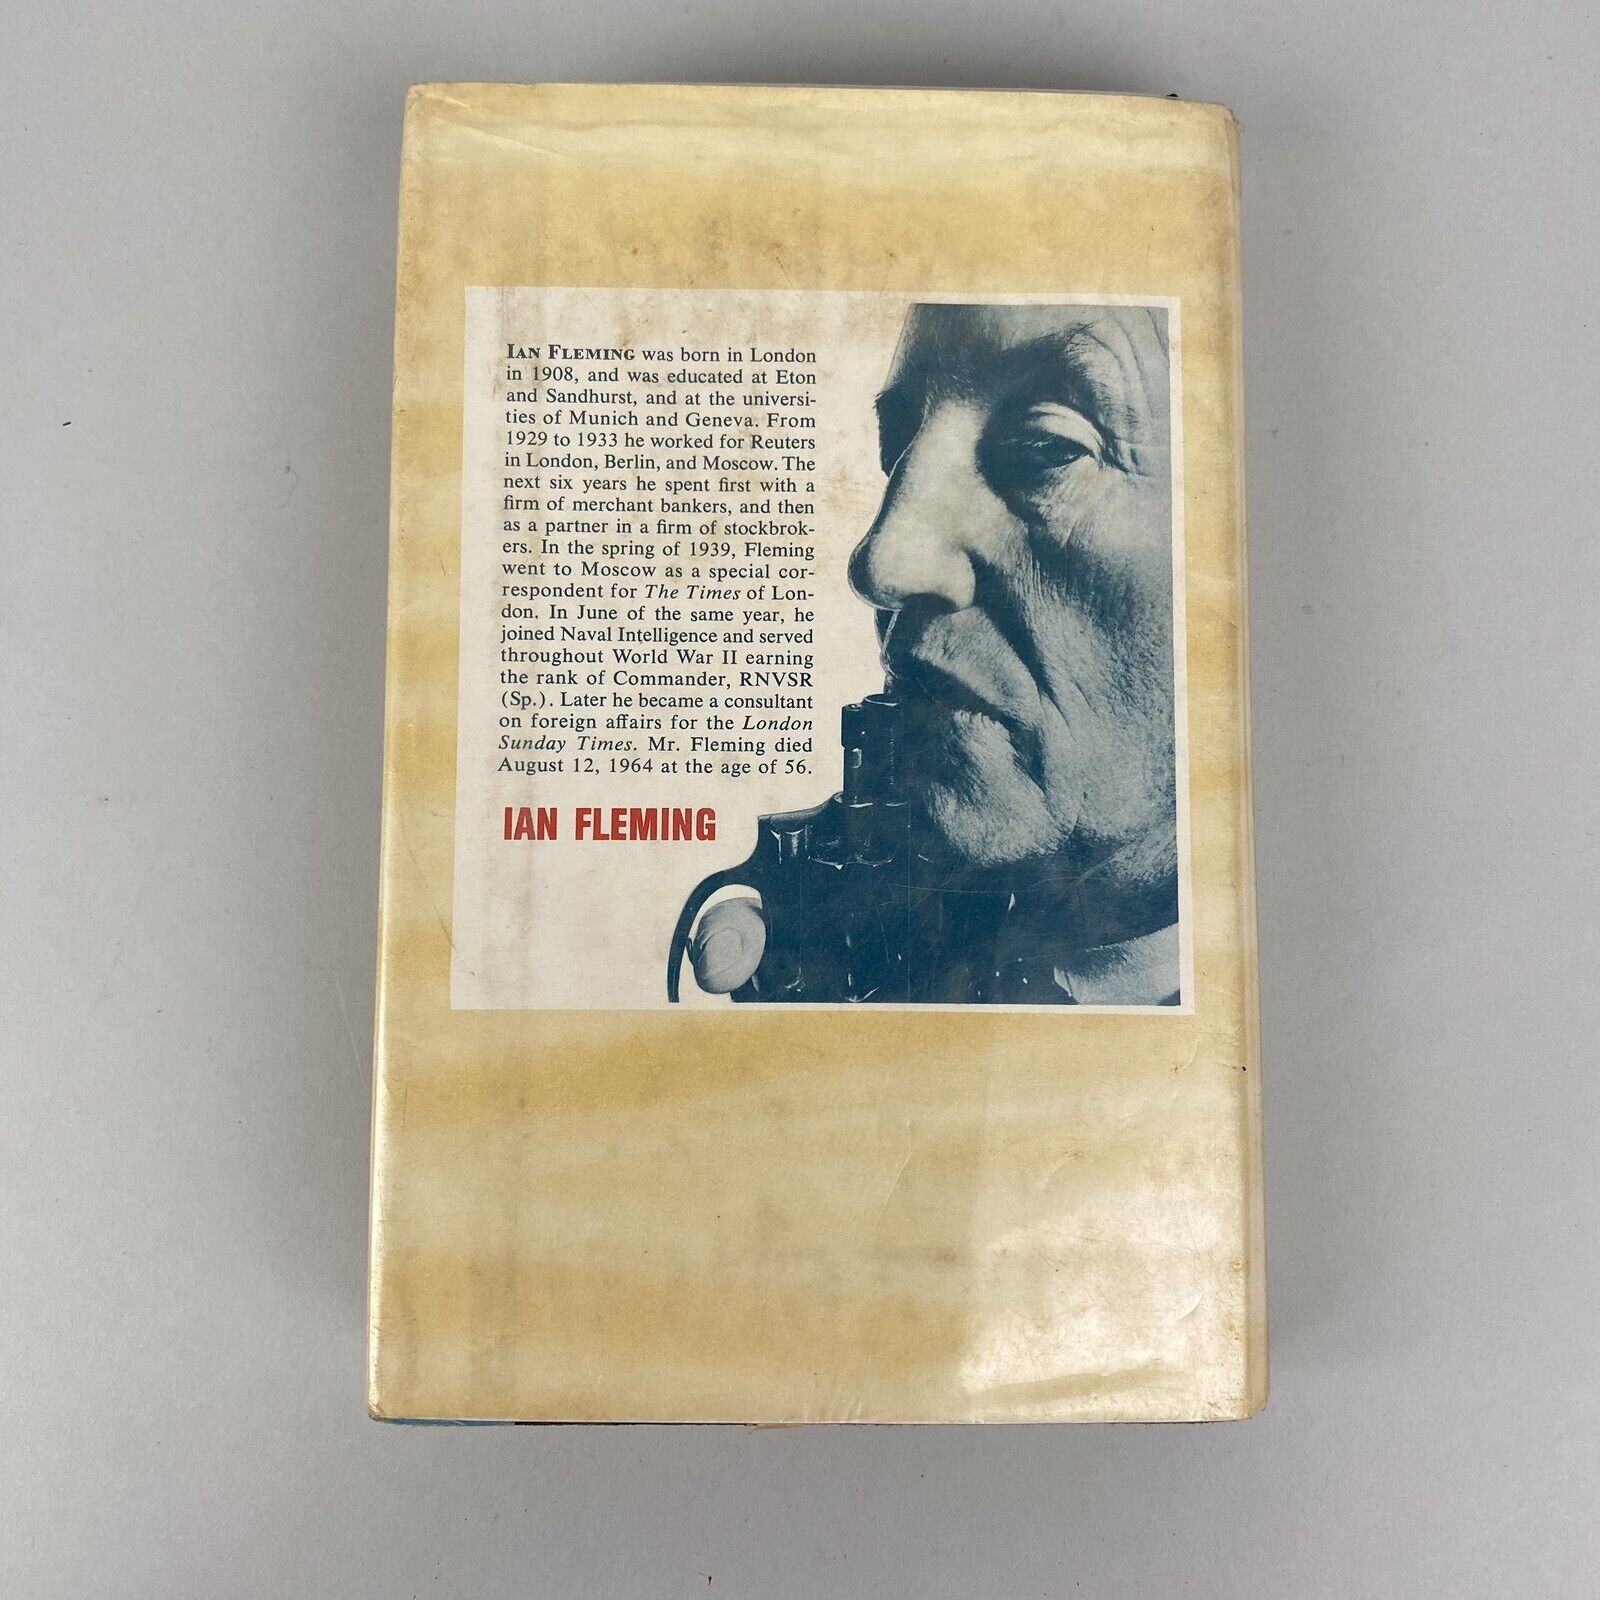 IAN FLEMING was born in London
in 1908, and was educated at Eton
and Sandhurst, and at the universi-
ties of Munich and Geneva. From
1929 to 1933 he worked for Reuters
in London, Berlin, and Moscow. The
next six years he spent first with a
firm of merchant bankers, and then
as a partner in a firm of stockbrok-
ers. In the spring of 1939, Fleming
went to Moscow as a special cor-
respondent for The Times of Lon-
don. In June of the same year, he
joined Naval Intelligence and served
throughout World War II earning
the rank of Commander, RNVSR
(Sp.). Later he became a consultant
on foreign affairs for the London
Sunday Times. Mr. Fleming died
August 12, 1964 at the age of 56.
IAN FLEMING